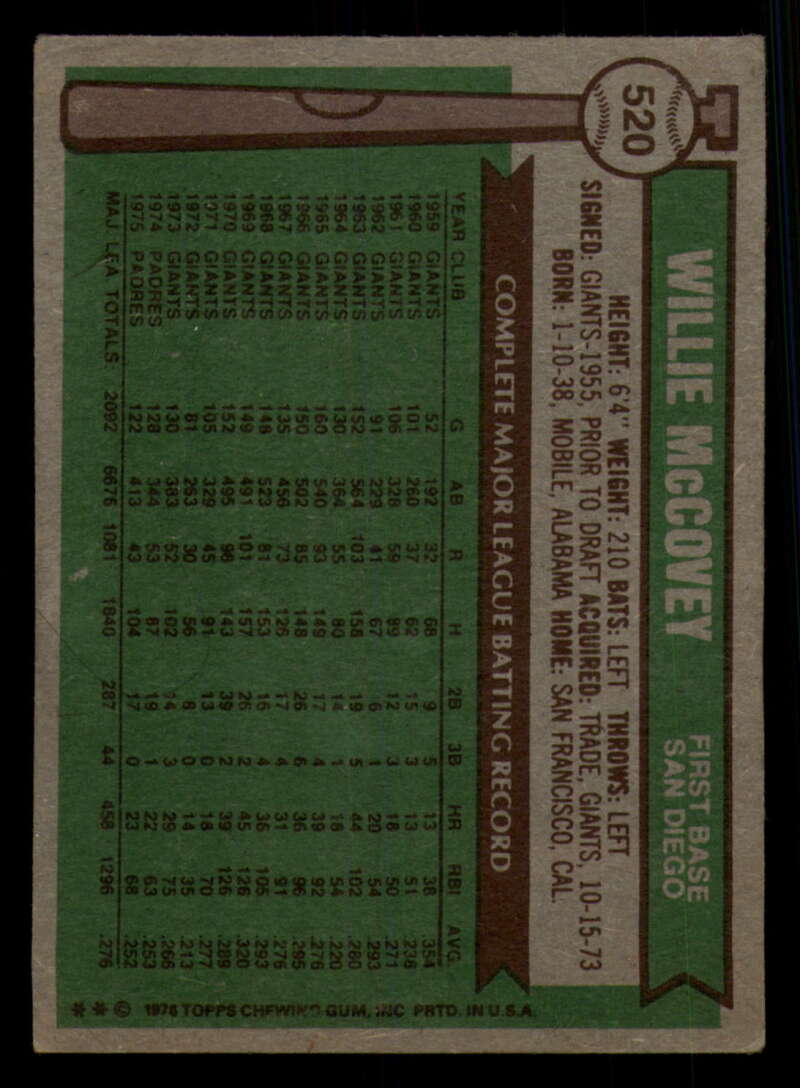 520
WILLIE McCOVEY
FIRST BASE
SAN DIEGO
HEIGHT: 6'4" WEIGHT: 210 BATS: LEFT THROWS: LEFT
SIGNED: GIANTS-1955, PRIOR TO DRAFT ACQUIRED: TRADE, GIANTS, 10-15-73
BORN: 1-10-38, MOBILE, ALABAMA HOME: SAN FRANCISCO, CAL.
COMPLETE MAJOR LEAGUE BATTING RECORD
YEAR CLUB G AB R H 2B 3B HR RBI AVG.
1959 GIANTS 52 192 32 68 9 5 13 38 .354
1960 GIANTS 101 260 37 62 15 3 13 51 .238
1961 GIANTS 106 328 59 89 12 3 18 50 .271
1962 GIANTS 91 229 41 67 6 1 20 54 .293
1963 GIANTS 152 564 103 158 19 5 44 102 .280
1964 GIANTS 130 364 55 80 14 1 18 54 .220
1965 GIANTS 160 540 93 149 17 4 39 92 .276
1966 GIANTS 150 502 85 148 26 6 36 96 .295
1967 GIANTS 135 456 73 126 17 4 31 91 .276
1968 GIANTS 148 523 81 153 16 4 36 105 .293
1969 GIANTS 149 491 101 157 26 2 45 126 .320
1970 GIANTS 152 495 98 143 39 2 39 126 .289
1971 GIANTS 105 329 45 91 13 0 18 70 .277
1972 GIANTS 81 263 30 56 8 0 14 35 .213
1973 GIANTS 130 383 52 102 14 3 29 75 .266
1974 PADRES 128 344 53 87 19 1 22 63 .253
1975 PADRES 122 413 43 104 17 0 23 68 .252
MAJ. LEA. TOTALS 2092 6676 1081 1840 287 44 458 1296 .276
** © 1976 TOPPS CHEWING GUM, INC. PRTD. IN U.S.A.